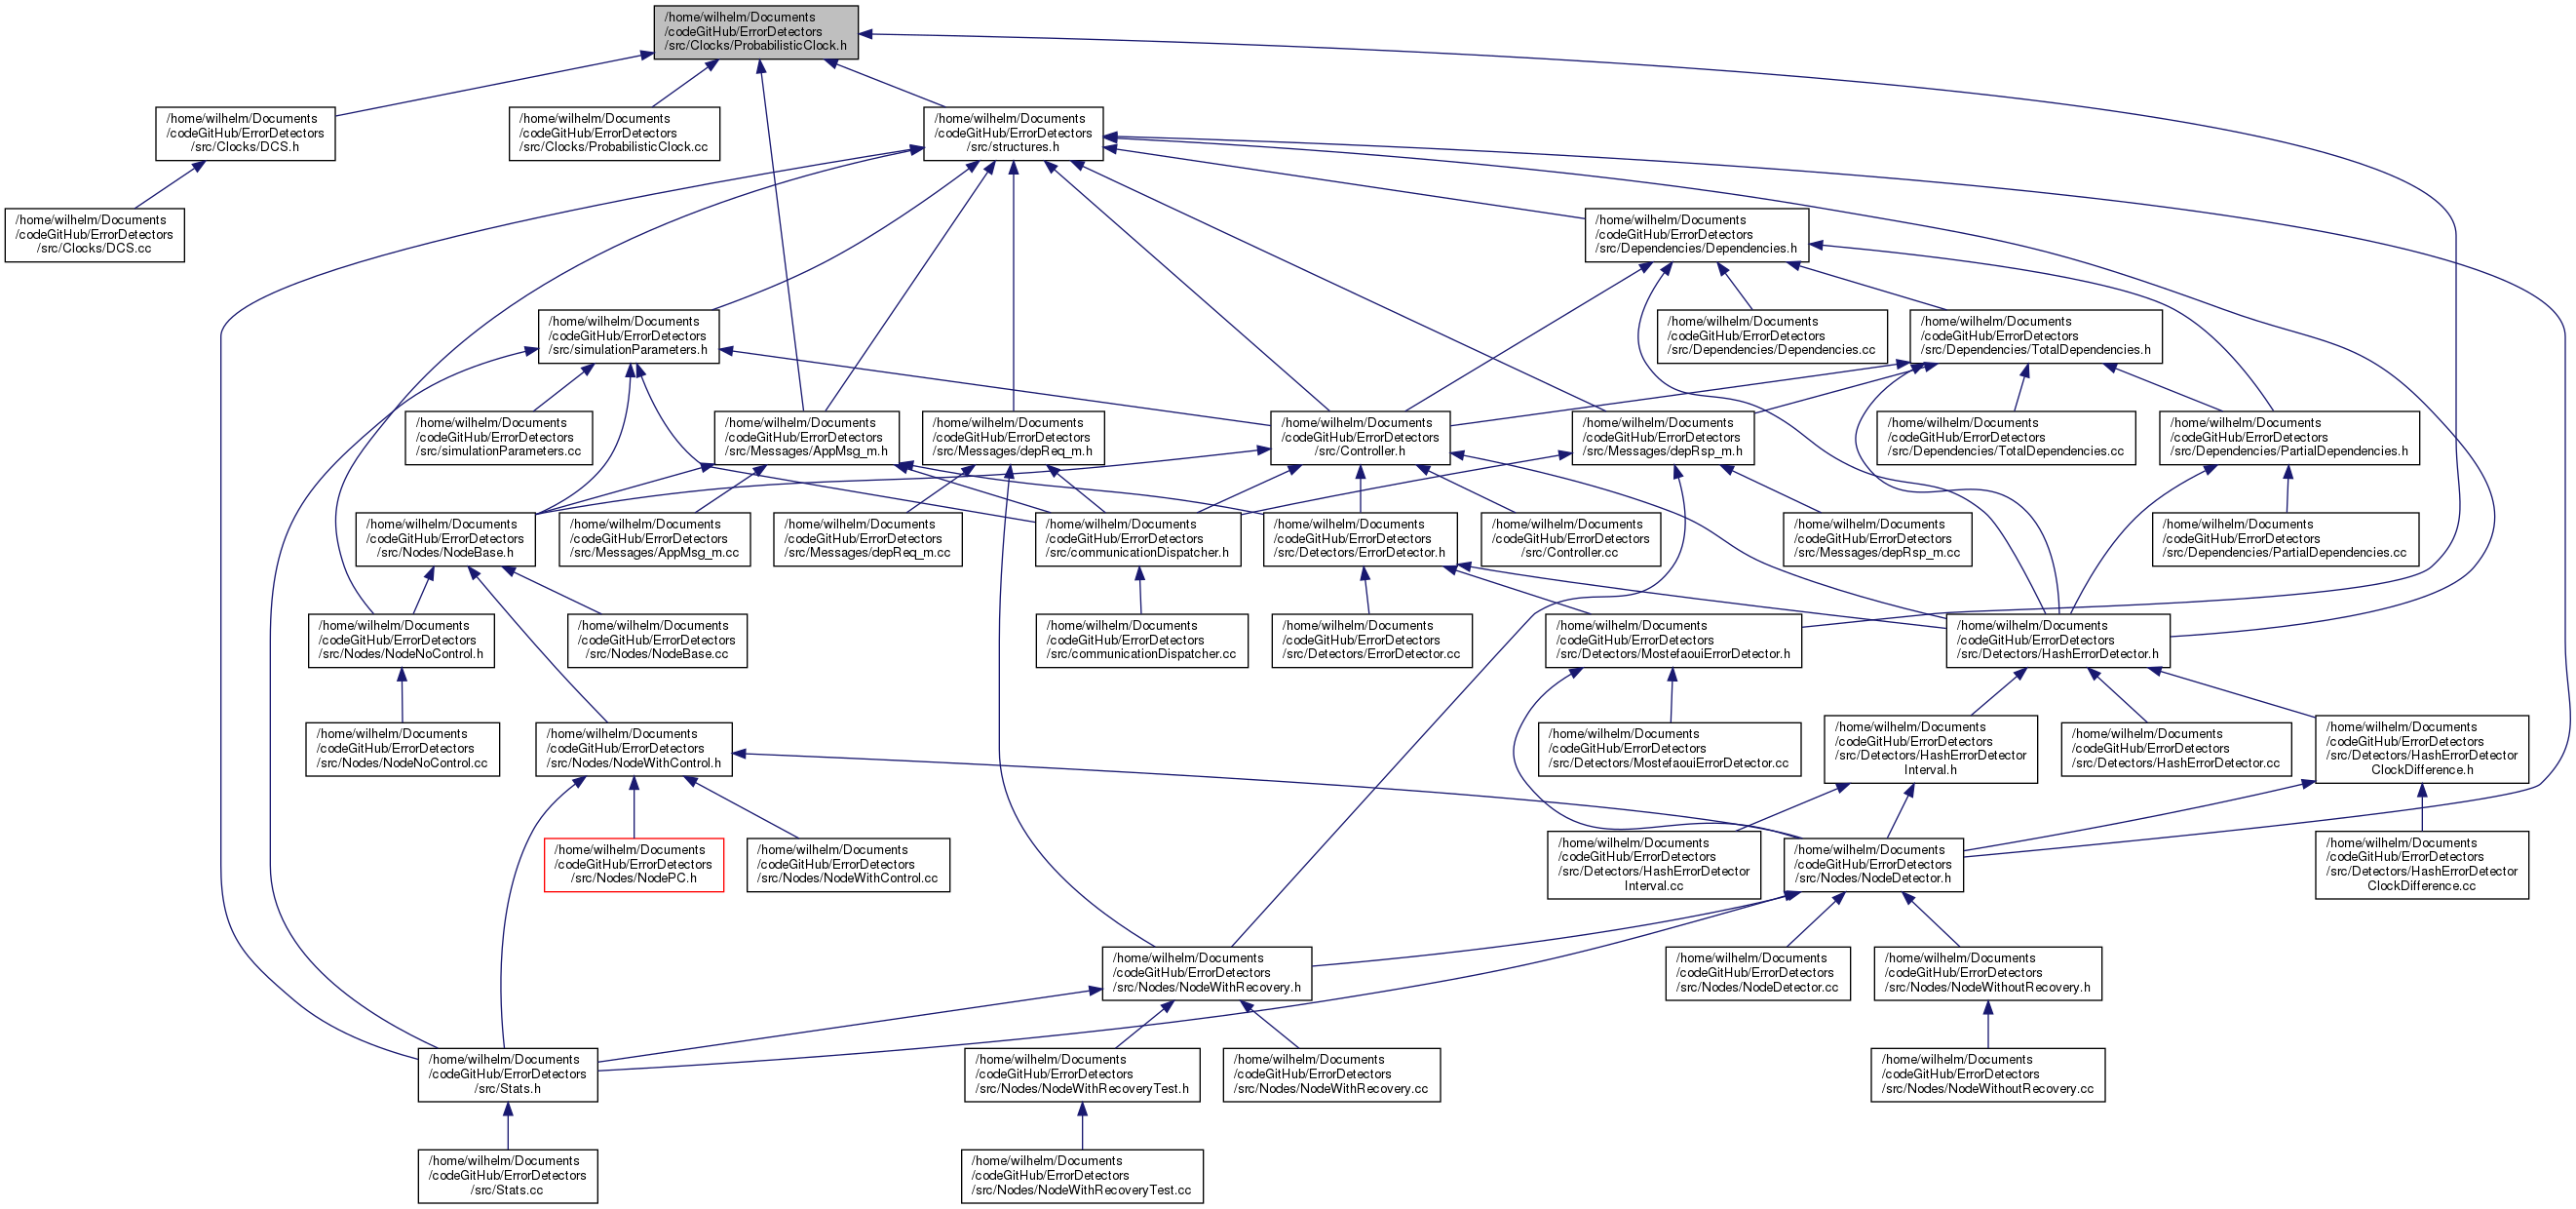 /home/wilhelm/Documents
/codeGitHub/ErrorDetectors
/src/Clocks/ProbabilisticClock.h
/home/wilhelm/Documents
/codeGitHub/ErrorDetectors
/src/Clocks/DCS.h
/home/wilhelm/Documents
/codeGitHub/ErrorDetectors
/src/Clocks/ProbabilisticClock.cc
/home/wilhelm/Documents
/codeGitHub/ErrorDetectors
/src/structures.h
/home/wilhelm/Documents
/codeGitHub/ErrorDetectors
/src/Clocks/DCS.cc
/home/wilhelm/Documents
/codeGitHub/ErrorDetectors
/src/Dependencies/Dependencies.h
/home/wilhelm/Documents
/codeGitHub/ErrorDetectors
/src/simulationParameters.h
/home/wilhelm/Documents
/codeGitHub/ErrorDetectors
/src/Dependencies/Dependencies.cc
/home/wilhelm/Documents
/codeGitHub/ErrorDetectors
/src/Dependencies/TotalDependencies.h
/home/wilhelm/Documents
/codeGitHub/ErrorDetectors
/src/simulationParameters.cc
/home/wilhelm/Documents
/codeGitHub/ErrorDetectors
/src/Messages/AppMsg_m.h
/home/wilhelm/Documents
/codeGitHub/ErrorDetectors
/src/Messages/depReq_m.h
/home/wilhelm/Documents
/codeGitHub/ErrorDetectors
/src/Controller.h
/home/wilhelm/Documents
/codeGitHub/ErrorDetectors
/src/Messages/depRsp_m.h
/home/wilhelm/Documents
/codeGitHub/ErrorDetectors
/src/Dependencies/TotalDependencies.cc
/home/wilhelm/Documents
/codeGitHub/ErrorDetectors
/src/Dependencies/PartialDependencies.h
/home/wilhelm/Documents
/codeGitHub/ErrorDetectors
/src/Nodes/NodeBase.h
/home/wilhelm/Documents
/codeGitHub/ErrorDetectors
/src/Messages/AppMsg_m.cc
/home/wilhelm/Documents
/codeGitHub/ErrorDetectors
/src/Messages/depReq_m.cc
/home/wilhelm/Documents
/codeGitHub/ErrorDetectors
/src/communicationDispatcher.h
/home/wilhelm/Documents
/codeGitHub/ErrorDetectors
/src/Detectors/ErrorDetector.h
/home/wilhelm/Documents
/codeGitHub/ErrorDetectors
/src/Controller.cc
/home/wilhelm/Documents
/codeGitHub/ErrorDetectors
/src/Messages/depRsp_m.cc
/home/wilhelm/Documents
/codeGitHub/ErrorDetectors
/src/Dependencies/PartialDependencies.cc
/home/wilhelm/Documents
/codeGitHub/ErrorDetectors
/src/Nodes/NodeNoControl.h
/home/wilhelm/Documents
/codeGitHub/ErrorDetectors
/src/Nodes/NodeBase.cc
/home/wilhelm/Documents
/codeGitHub/ErrorDetectors
/src/communicationDispatcher.cc
/home/wilhelm/Documents
/codeGitHub/ErrorDetectors
/src/Detectors/ErrorDetector.cc
/home/wilhelm/Documents
/codeGitHub/ErrorDetectors
/src/Detectors/MostefaouiErrorDetector.h
/home/wilhelm/Documents
/codeGitHub/ErrorDetectors
/src/Detectors/HashErrorDetector.h
/home/wilhelm/Documents
/codeGitHub/ErrorDetectors
/src/Nodes/NodeNoControl.cc
/home/wilhelm/Documents
/codeGitHub/ErrorDetectors
/src/Nodes/NodeWithControl.h
/home/wilhelm/Documents
/codeGitHub/ErrorDetectors
/src/Detectors/MostefaouiErrorDetector.cc
/home/wilhelm/Documents
/codeGitHub/ErrorDetectors
/src/Detectors/HashErrorDetector
Interval.h
/home/wilhelm/Documents
/codeGitHub/ErrorDetectors
/src/Detectors/HashErrorDetector.cc
/home/wilhelm/Documents
/codeGitHub/ErrorDetectors
/src/Detectors/HashErrorDetector
ClockDifference.h
/home/wilhelm/Documents
/codeGitHub/ErrorDetectors
/src/Nodes/NodePC.h
/home/wilhelm/Documents
/codeGitHub/ErrorDetectors
/src/Nodes/NodeWithControl.cc
/home/wilhelm/Documents
/codeGitHub/ErrorDetectors
/src/Detectors/HashErrorDetector
Interval.cc
/home/wilhelm/Documents
/codeGitHub/ErrorDetectors
/src/Nodes/NodeDetector.h
/home/wilhelm/Documents
/codeGitHub/ErrorDetectors
/src/Detectors/HashErrorDetector
ClockDifference.cc
/home/wilhelm/Documents
/codeGitHub/ErrorDetectors
/src/Nodes/NodeWithRecovery.h
/home/wilhelm/Documents
/codeGitHub/ErrorDetectors
/src/Nodes/NodeDetector.cc
/home/wilhelm/Documents
/codeGitHub/ErrorDetectors
/src/Nodes/NodeWithoutRecovery.h
/home/wilhelm/Documents
/codeGitHub/ErrorDetectors
/src/Stats.h
/home/wilhelm/Documents
/codeGitHub/ErrorDetectors
/src/Nodes/NodeWithRecoveryTest.h
/home/wilhelm/Documents
/codeGitHub/ErrorDetectors
/src/Nodes/NodeWithRecovery.cc
/home/wilhelm/Documents
/codeGitHub/ErrorDetectors
/src/Nodes/NodeWithoutRecovery.cc
/home/wilhelm/Documents
/codeGitHub/ErrorDetectors
/src/Stats.cc
/home/wilhelm/Documents
/codeGitHub/ErrorDetectors
/src/Nodes/NodeWithRecoveryTest.cc